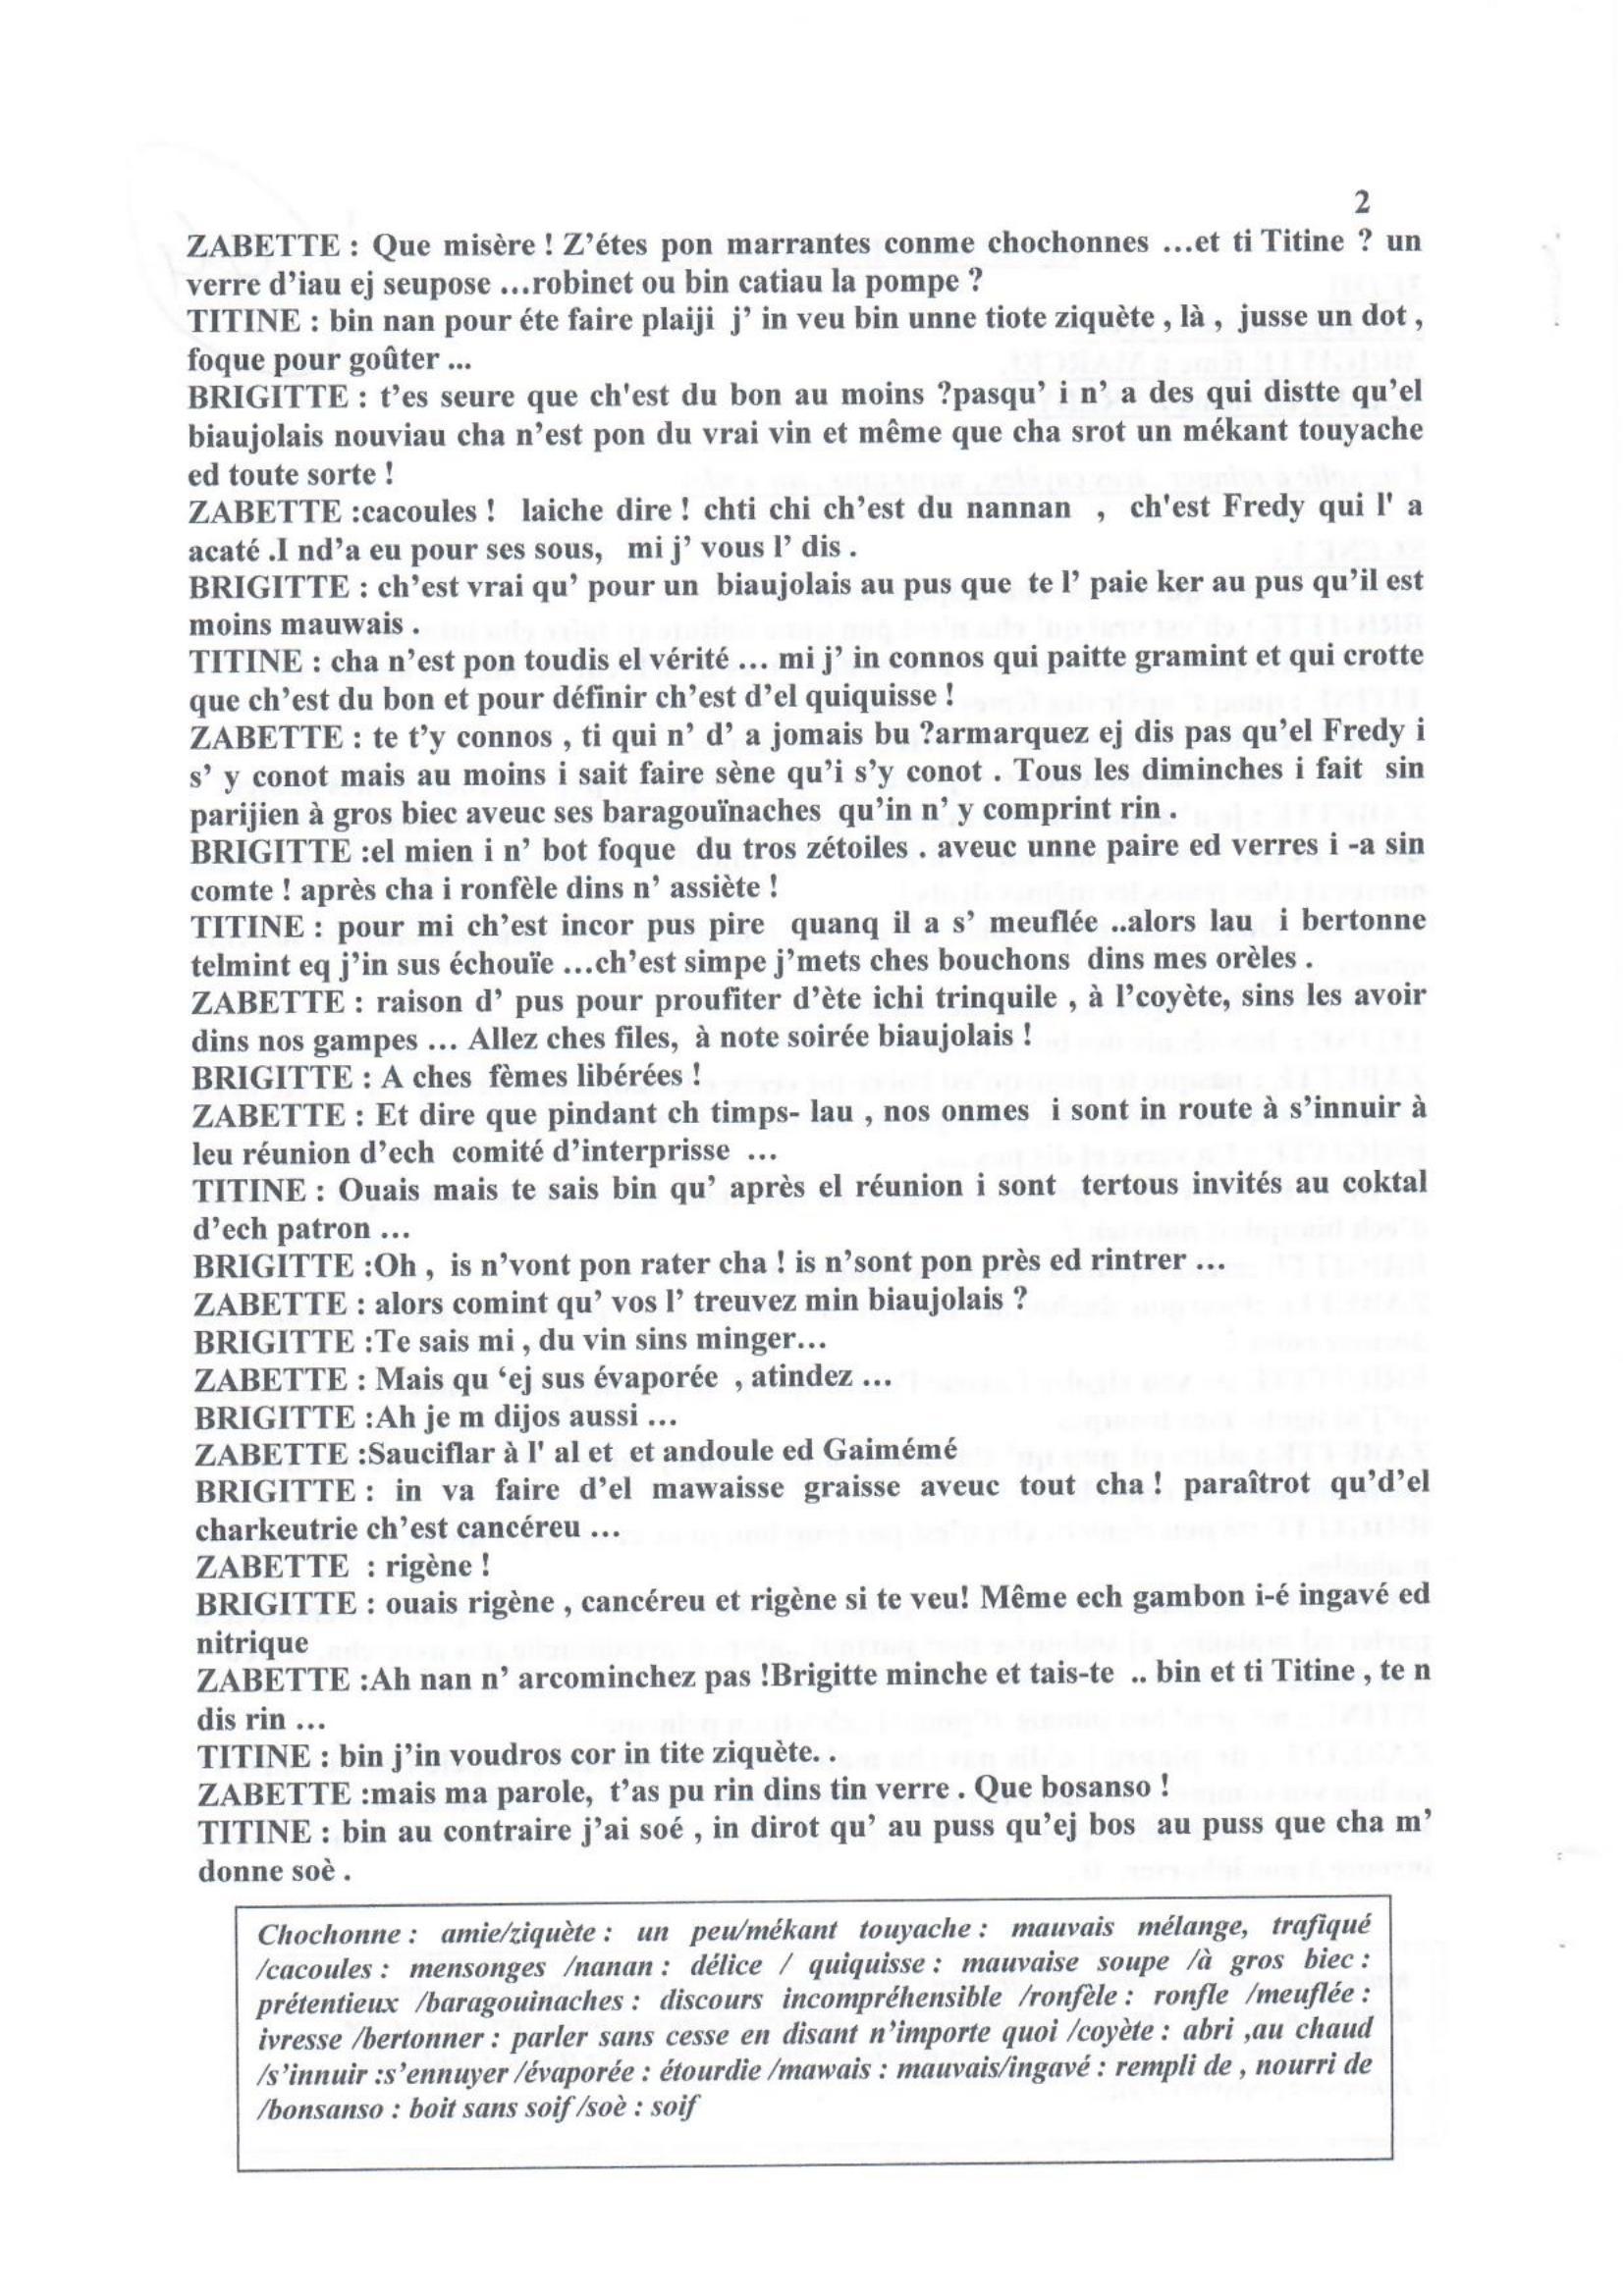 2
ZABETTE : Que misère ! Z’étes pon marrantes conme chochonnes …et ti Titine ? un
verre d’iau ej seupose …robinet ou bin catiau la pompe ?
TITINE : bin nan pour éte faire plaiji j’ in veu bin unne tiote ziquète , là , jusse un dot ,
foque pour goûter …
BRIGITTE : t’es seure que ch'est du bon au moins ?pasqu’ i n’ a des qui distte qu’el
biaujolais nouviau cha n’est pon du vrai vin et même que cha srot un mékant touyache
ed toute sorte !
ZABETTE :cacoules ! laiche dire ! chti chi ch’est du nannan , ch'est Fredy qui l' a
acaté .I nd’a eu pour ses sous, mi j’ vous l’ dis .
BRIGITTE : ch’est vrai qu’ pour un biaujolais au pus que te l’ paie ker au pus qu’il est
moins mauwais .
TITINE : cha n’est pon toudis el vérité … mi j’ in connos qui paitte gramint et qui crotte
que ch’est du bon et pour définir ch’est d’el quiquisse !
ZABETTE : te t’y connos , ti qui n’ d’ a jomais bu ?armarquez ej dis pas qu’el Fredy i
s’ y conot mais au moins i sait faire sène qu’i s’y conot . Tous les diminches i fait sin
parijien à gros biec aveuc ses baragouïnaches qu’in n’ y comprint rin .
BRIGITTE :el mien i n’ bot foque du tros zétoiles . aveuc unne paire ed verres i -a sin
comte ! après cha i ronfèle dins n’ assiète !
TITINE : pour mi ch’est incor pus pire quanq il a s’ meuflée ..alors lau i bertonne
telmint eq j’in sus échouïe …ch’est simpe j’mets ches bouchons dins mes orèles .
ZABETTE : raison d’ pus pour proufiter d’ète ichi trinquile , à l’coyète, sins les avoir
dins nos gampes … Allez ches files, à note soirée biaujolais !
BRIGITTE : A ches fèmes libérées !
ZABETTE : Et dire que pindant ch timps- lau , nos onmes i sont in route à s’innuir à
leu réunion d’ech comité d’interprisse …
TITINE : Ouais mais te sais bin qu’ après el réunion i sont tertous invités au coktal
d’ech patron …
BRIGITTE :Oh , is n’vont pon rater cha ! is n’sont pon près ed rintrer …
ZABETTE : alors comint qu’ vos l’ treuvez min biaujolais ?
BRIGITTE :Te sais mi , du vin sins minger…
ZABETTE : Mais qu ‘ej sus évaporée , atindez …
BRIGITTE :Ah je m dijos aussi …
ZABETTE :Sauciflar à l' al et et andoule ed Gaimémé
BRIGITTE : in va faire d’el mawaisse graisse aveuc tout cha ! paraîtrot qu’d’el
charkeutrie ch’est cancéreu …
ZABETTE : rigène !
BRIGITTE : ouais rigène , cancéreu et rigène si te veu! Même ech gambon i-é ingavé ed
nitrique
ZABETTE :Ah nan n’ arcominchez pas !Brigitte minche et tais-te .. bin et ti Titine , te n
dis rin …
TITINE : bin j’in voudros cor in tite ziquète. .
ZABETTE :mais ma parole, t’as pu rin dins tin verre . Que bosanso !
TITINE : bin au contraire j’ai soé , in dirot qu’ au puss qu’ej bos au puss que cha m’
donne soè .
Chochonne : amie/ziquète : un peu/mékant touyache : mauvais mélange, trafiqué
/cacoules : mensonges /nanan : délice / quiquisse : mauvaise soupe /à gros biec :
prétentieux /baragouinaches : discours incompréhensible /ronfèle : ronfle /meuflée :
ivresse /bertonner : parler sans cesse en disant n’importe quoi /coyète : abri ,au chaud
/s’innuir :s’ennuyer /évaporée : étourdie /mawais : mauvais/ingavé : rempli de , nourri de
/bonsanso : boit sans soif /soè : soif